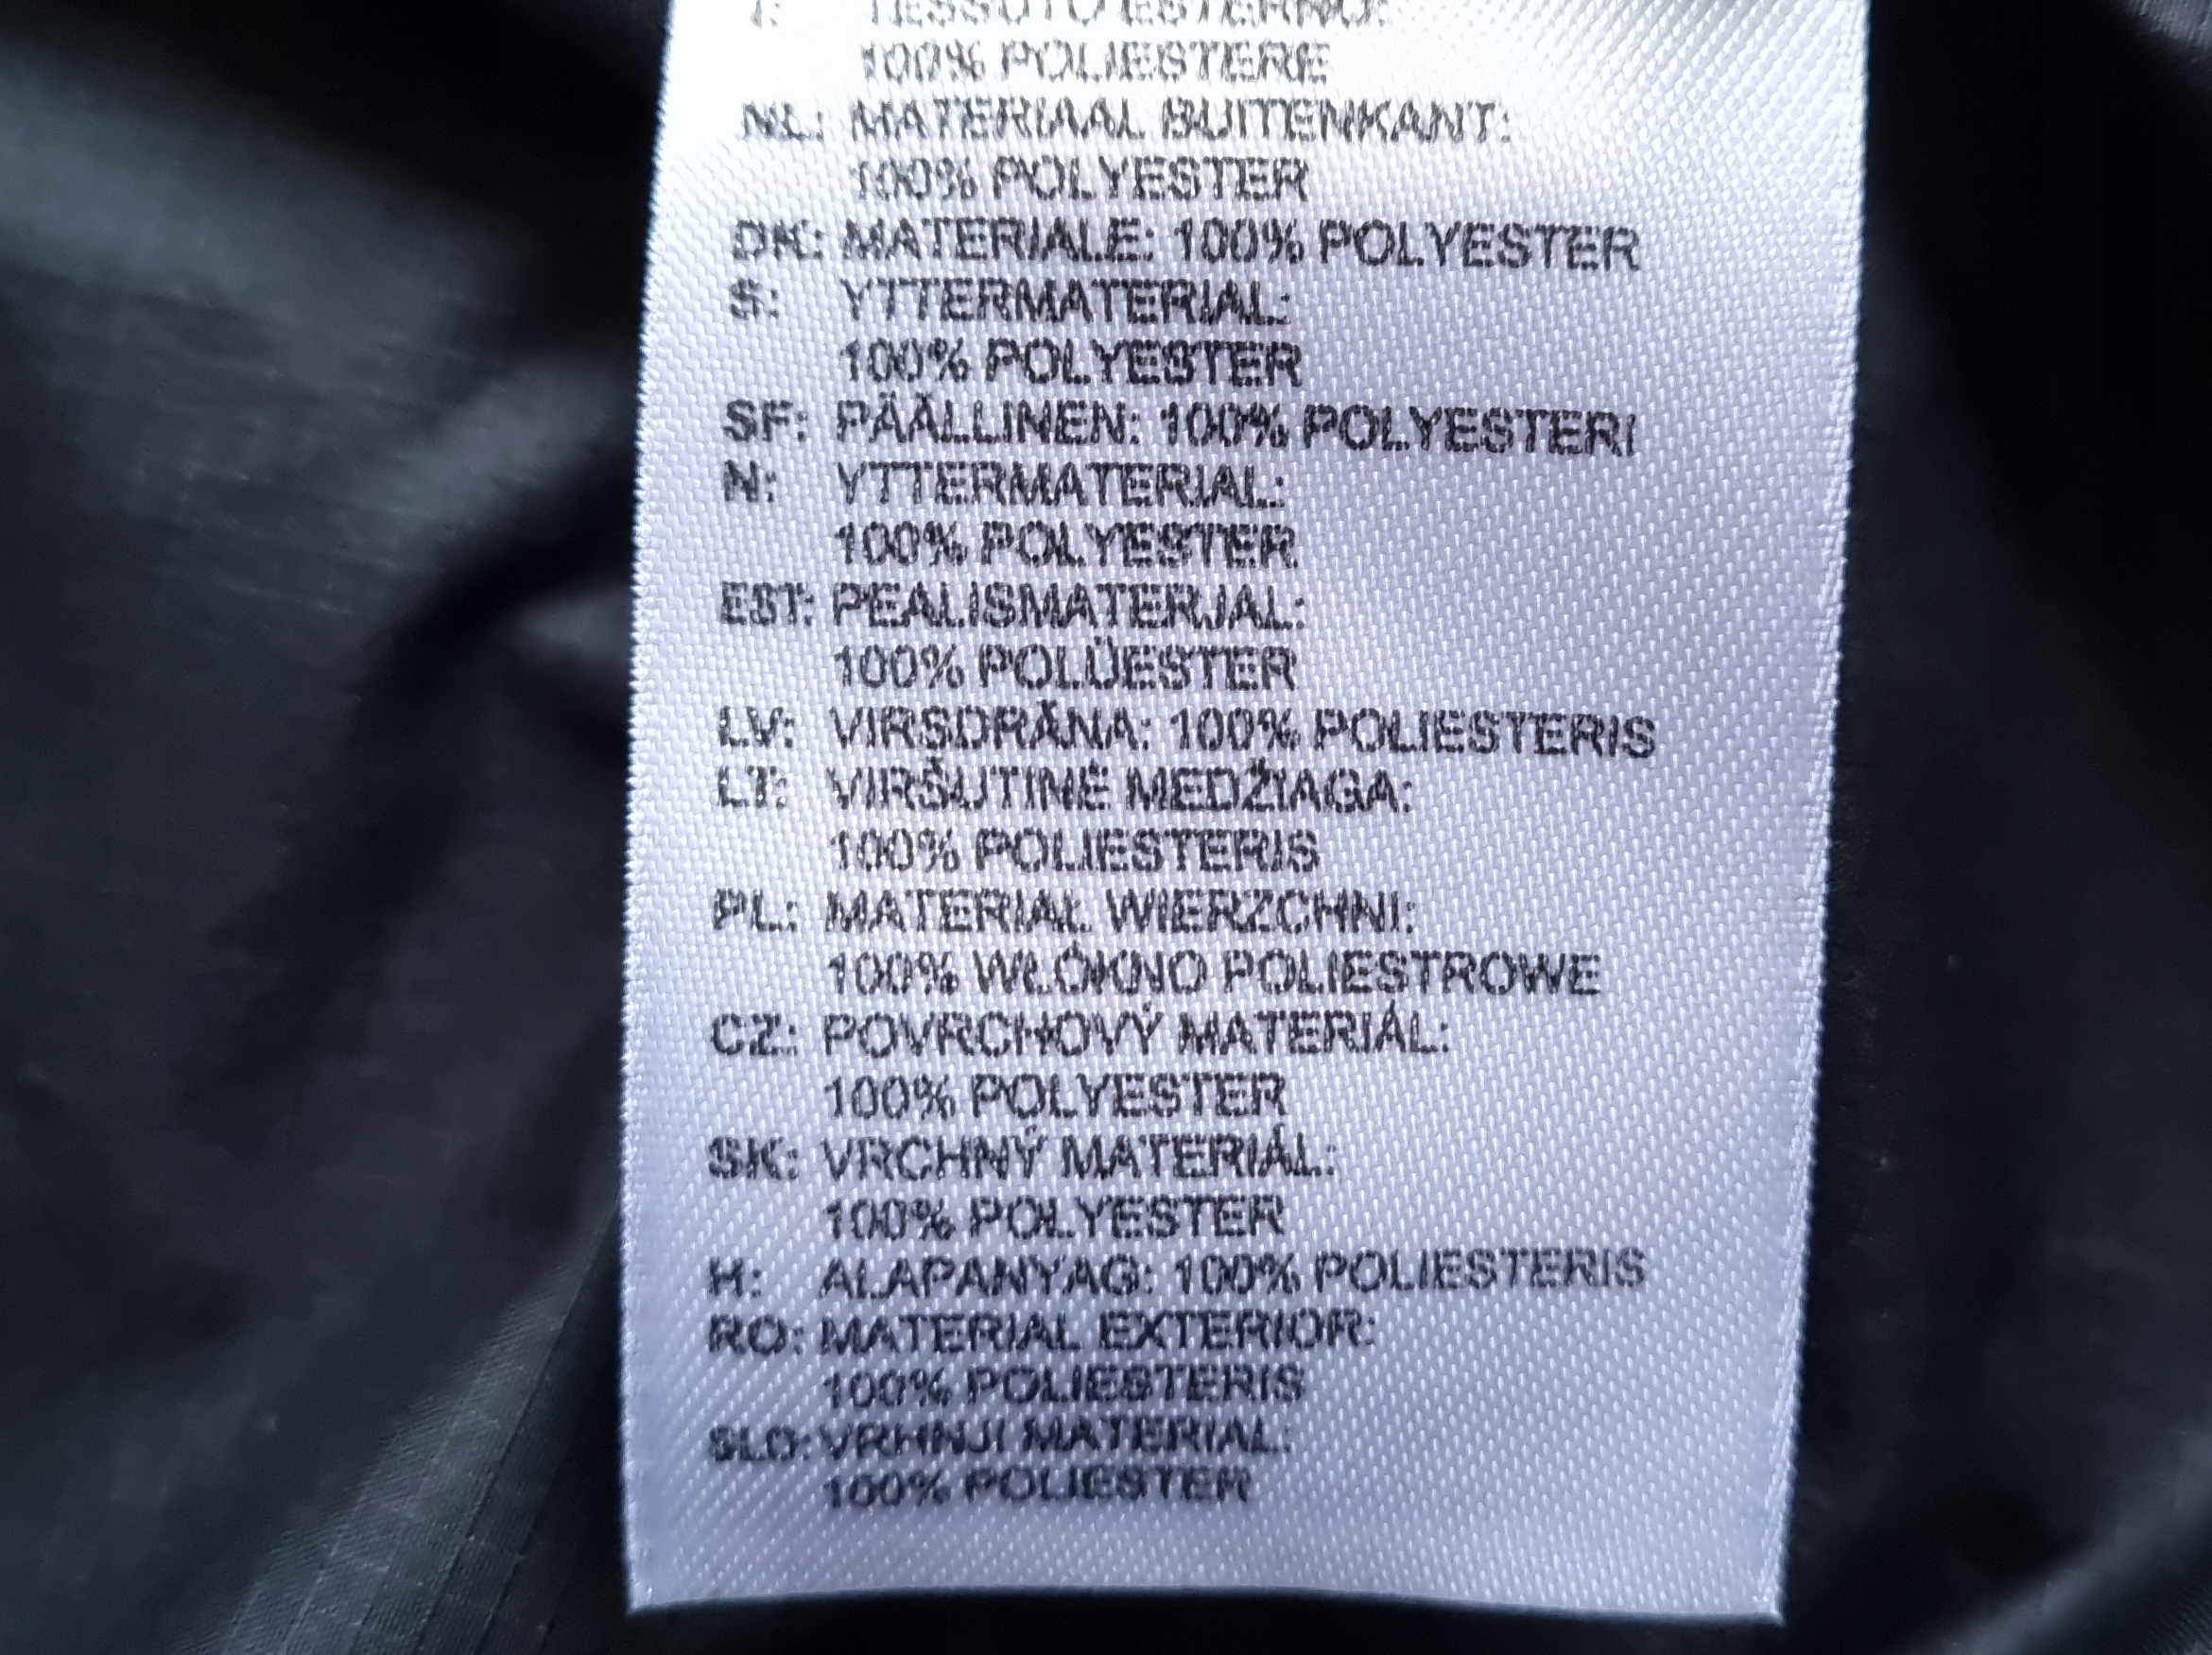 I: TESSUTO ESTERNO:
100% POLIESTERE
NL: MATERIAAL BUITENKANT:
100% POLYESTER
DK: MATERIALE: 100% POLYESTER
S: YTTERMATERIAL:
100% POLYESTER
SF: PÄÄLLINEN: 100% POLYESTERI
N: YTTERMATERIAL:
100% POLYESTER
EST: PEALISMATERJAL:
100% POLÜESTER
LV: VIRSDRĀNA: 100% POLIESTERIS
LT: VIRŠUTINĖ MEDŽIAGA:
100% POLIESTERIS
PL: MATERIAŁ WIERZCHNI:
100% WŁÓKNO POLIESTROWE
CZ: POVRCHOVÝ MATERIÁL:
100% POLYESTER
SK: VRCHNÝ MATERIÁL:
100% POLYESTER
H: ALAPANYAG: 100% POLIESTERIS
RO: MATERIAL EXTERIOR:
100% POLIESTERIS
SLO: VRHNJI MATERIAL:
100% POLIESTER